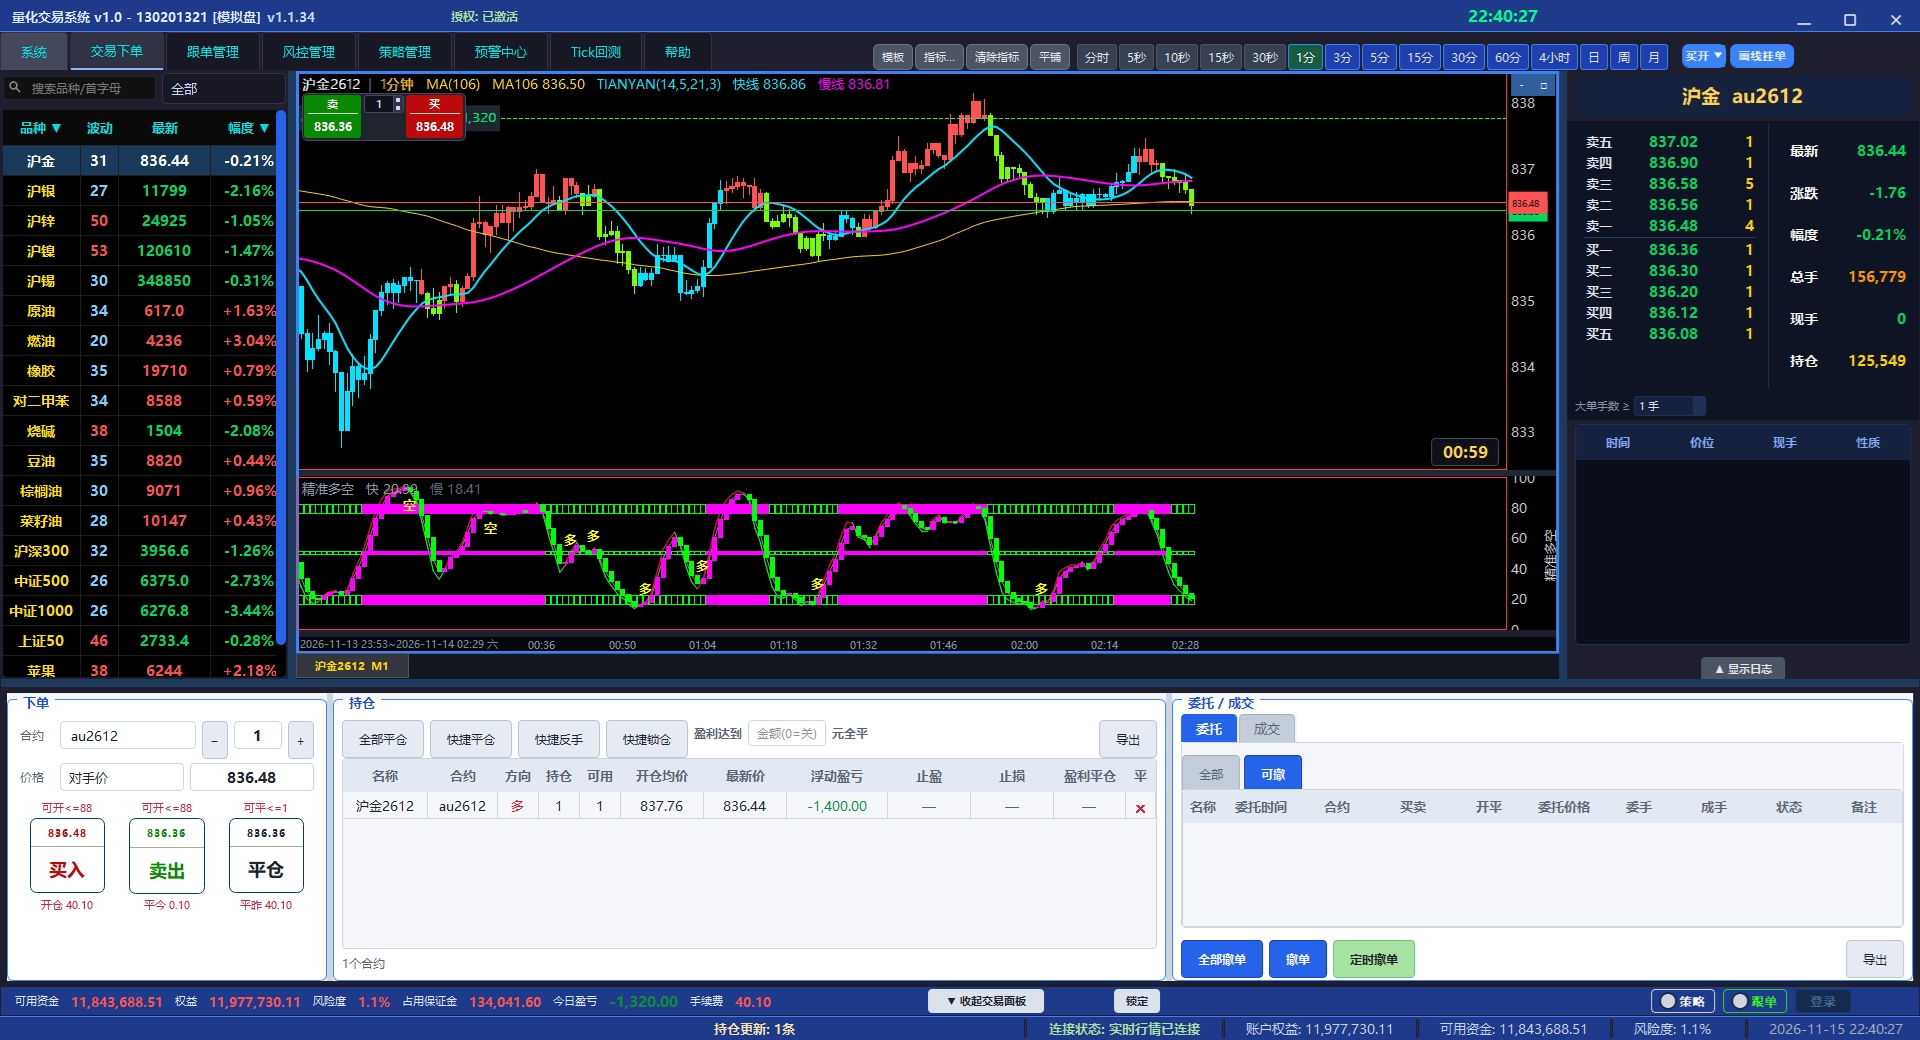 量化交易系统 v1.0 - 130201321 [模拟盘] v1.1.34
授权: 已激活
22:40:27
系统 交易下单 跟单管理 风控管理 策略管理 预警中心 Tick回测 帮助
模板 指标... 清除指标 平铺 分时 5秒 10秒 15秒 30秒 1分 3分 5分 15分 30分 60分 4小时 日 周 月 买开 ▼ 画线挂单
搜索品种/首字母 全部
品种 ▼ 波动 最新 幅度 ▼
沪金 31 836.44 -0.21%
沪银 27 11799 -2.16%
沪锌 50 24925 -1.05%
沪镍 53 120610 -1.47%
沪锡 30 348850 -0.31%
原油 34 617.0 +1.63%
燃油 20 4236 +3.04%
橡胶 35 19710 +0.79%
对二甲苯 34 8588 +0.59%
烧碱 38 1504 -2.08%
豆油 35 8820 +0.44%
棕榈油 30 9071 +0.96%
菜籽油 28 10147 +0.43%
沪深300 32 3956.6 -1.26%
中证500 26 6375.0 -2.73%
中证1000 26 6276.8 -3.44%
上证50 46 2733.4 -0.28%
苹果 38 6244 +2.18%
沪金2612 | 1分钟 MA(106) MA106 836.50 TIANYAN(14,5,21,3) 快线 836.86 慢线 836.81
卖 1 买
836.36 836.48
,320
838
837
836.48
836
835
834
833
00:59
精准多空 快 20.89 慢 18.41
空
空
多
多
多
多
多
多
100
80
60
40
20
0
精准多空
2026-11-13 23:53~2026-11-14 02:29 六 00:36 00:50 01:04 01:18 01:32 01:46 02:00 02:14 02:28
沪金2612 M1
沪金 au2612
卖五 837.02 1
卖四 836.90 1
卖三 836.58 5
卖二 836.56 1
卖一 836.48 4
买一 836.36 1
买二 836.30 1
买三 836.20 1
买四 836.12 1
买五 836.08 1
最新 836.44
涨跌 -1.76
幅度 -0.21%
总手 156,779
现手 0
持仓 125,549
大单手数 ≥ 1 手
时间 价位 现手 性质
▲ 显示日志
下单
合约 au2612 − 1 +
价格 对手价 836.48
可开<=88 可开<=88 可平<=1
836.48 836.36 836.36
买入 卖出 平仓
开仓 40.10 平今 0.10 平昨 40.10
持仓
全部平仓 快捷平仓 快捷反手 快捷锁仓 盈利达到 金额(0=关) 元全平 导出
名称 合约 方向 持仓 可用 开仓均价 最新价 浮动盈亏 止盈 止损 盈利平仓 平
沪金2612 au2612 多 1 1 837.76 836.44 -1,400.00 — — — ×
1个合约
委托 / 成交
委托 成交
全部 可撤
名称 委托时间 合约 买卖 开平 委托价格 委手 成手 状态 备注
全部撤单 撤单 定时撤单 导出
可用资金 11,843,688.51 权益 11,977,730.11 风险度 1.1% 占用保证金 134,041.60 今日盈亏 -1,320.00 手续费 40.10
▼ 收起交易面板 锁定 策略 跟单 登录
持仓更新: 1条 连接状态: 实时行情已连接 账户权益: 11,977,730.11 可用资金: 11,843,688.51 风险度: 1.1% 2026-11-15 22:40:27